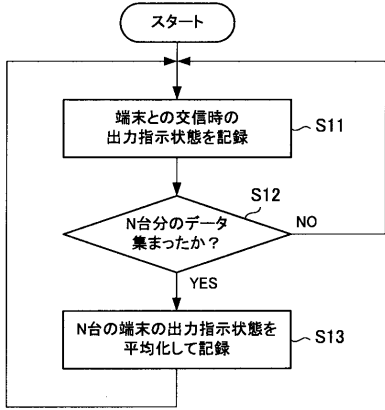 スタート
端末との交信時の
出力指示状態を記録
S11
S12
N台分のデータ
集まったか？
NO
YES
N台の端末の出力指示状態を
平均化して記録
S13